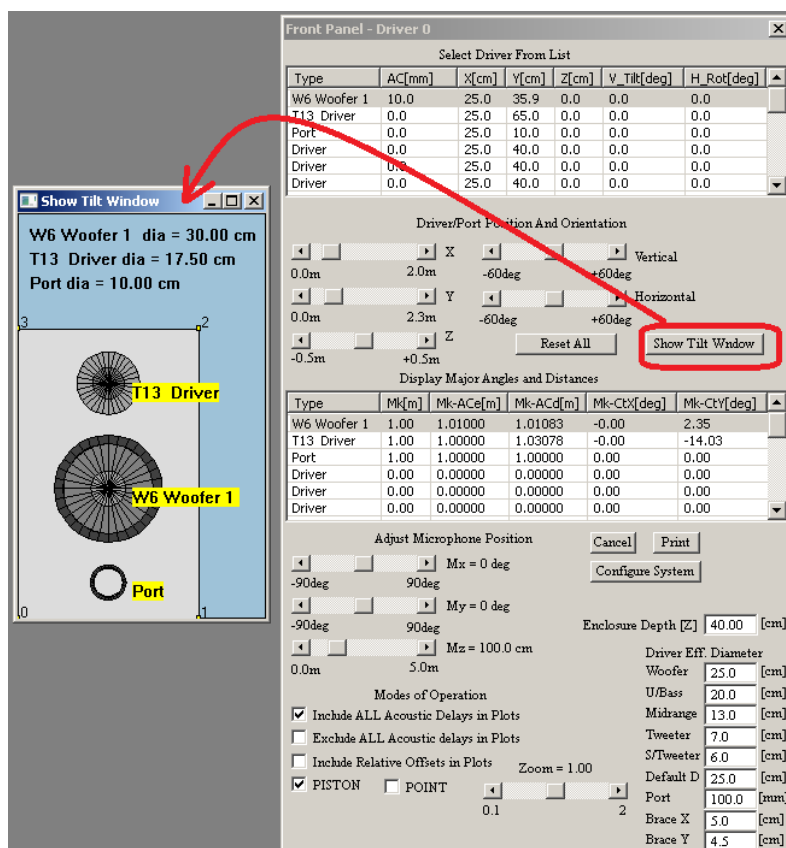 Front Panel - Driver 0
Select Driver From List
Type AC[mm] X[cm] Y[cm] Z[cm] V_Tilt[deg] H_Rot[deg]
W6 Woofer 1 10.0 25.0 35.9 0.0 0.0 0.0
T13 Driver 0.0 25.0 65.0 0.0 0.0 0.0
Port 0.0 25.0 10.0 0.0 0.0 0.0
Driver 0.0 25.0 40.0 0.0 0.0 0.0
Driver 0.0 25.0 40.0 0.0 0.0 0.0
Driver 0.0 25.0 40.0 0.0 0.0 0.0
Show Tilt Window
W6 Woofer 1 dia = 30.00 cm
T13 Driver dia = 17.50 cm
Port dia = 10.00 cm
3 2
T13 Driver
W6 Woofer 1
Port
0 1
Driver/Port Position And Orientation
X Vertical
0.0m 2.0m -60deg +60deg
Y Horizontal
0.0m 2.3m -60deg +60deg
Z Reset All Show Tilt Wndow
-0.5m +0.5m
Display Major Angles and Distances
Type Mk[m] Mk-ACe[m] Mk-ACd[m] Mk-CtX[deg] Mk-CtY[deg]
W6 Woofer 1 1.00 1.01000 1.01083 -0.00 2.35
T13 Driver 1.00 1.00000 1.03078 -0.00 -14.03
Port 1.00 1.00000 1.00000 0.00 0.00
Driver 0.00 0.00000 0.00000 0.00 0.00
Driver 0.00 0.00000 0.00000 0.00 0.00
Driver 0.00 0.00000 0.00000 0.00 0.00
Adjust Microphone Position Cancel Print
Mx = 0 deg Configure System
-90deg 90deg
My = 0 deg
-90deg 90deg Enclosure Depth [Z] 40.00 [cm]
Mz = 100.0 cm Driver Eff. Diameter
0.0m 5.0m Woofer 25.0 [cm]
Modes of Operation U/Bass 20.0 [cm]
Include ALL Acoustic Delays in Plots Midrange 13.0 [cm]
Exclude ALL Acoustic delays in Plots Tweeter 7.0 [cm]
Include Relative Offsets in Plots Zoom = 1.00 S/Tweeter 6.0 [cm]
PISTON POINT Default D 25.0 [cm]
0.1 2 Port 100.0 [mm]
Brace X 5.0 [cm]
Brace Y 4.5 [cm]